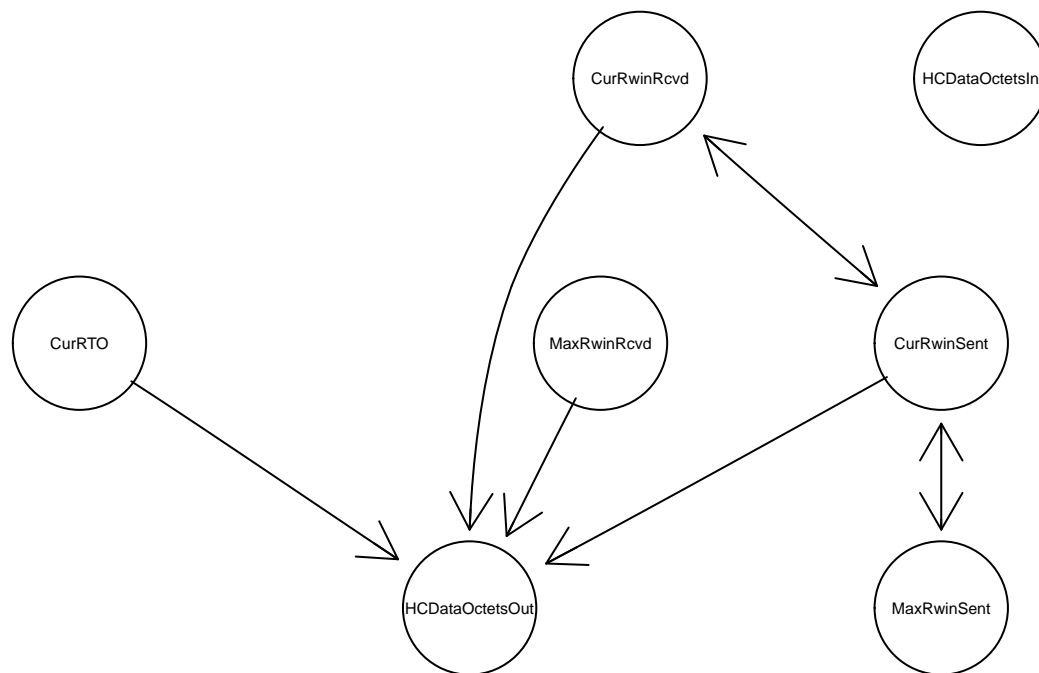 CurRwinRcvd
HCDataOctetsIn
CurRTO
MaxRwinRcvd
CurRwinSent
HCDataOctetsOut
MaxRwinSent